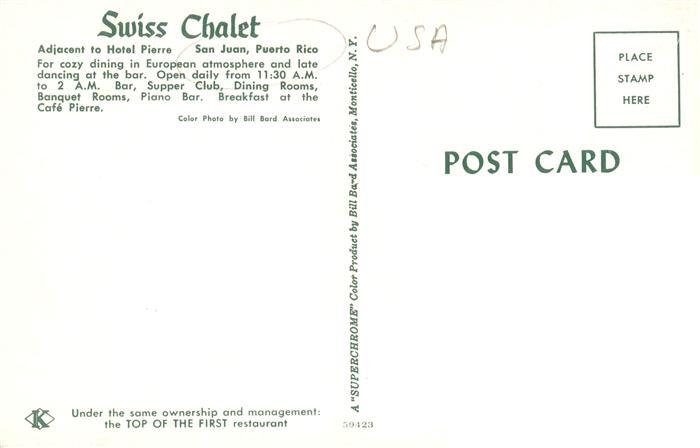 Swiss Chalet
Adjacent to Hotel Pierre San Juan, Puerto Rico
For cozy dining in European atmosphere and late
dancing at the bar. Open daily from 11:30 A.M.
to 2 A.M. Bar, Supper Club, Dining Rooms,
Banquet Rooms, Piano Bar. Breakfast at the
Café Pierre.
Color Photo by Bill Bard Associates
K
Under the same ownership and management:
the TOP OF THE FIRST restaurant
A "SUPERCHROME" Color Product by Bill Bard Associates, Monticello, N. Y.
59423
USA
PLACE
STAMP
HERE
POST CARD